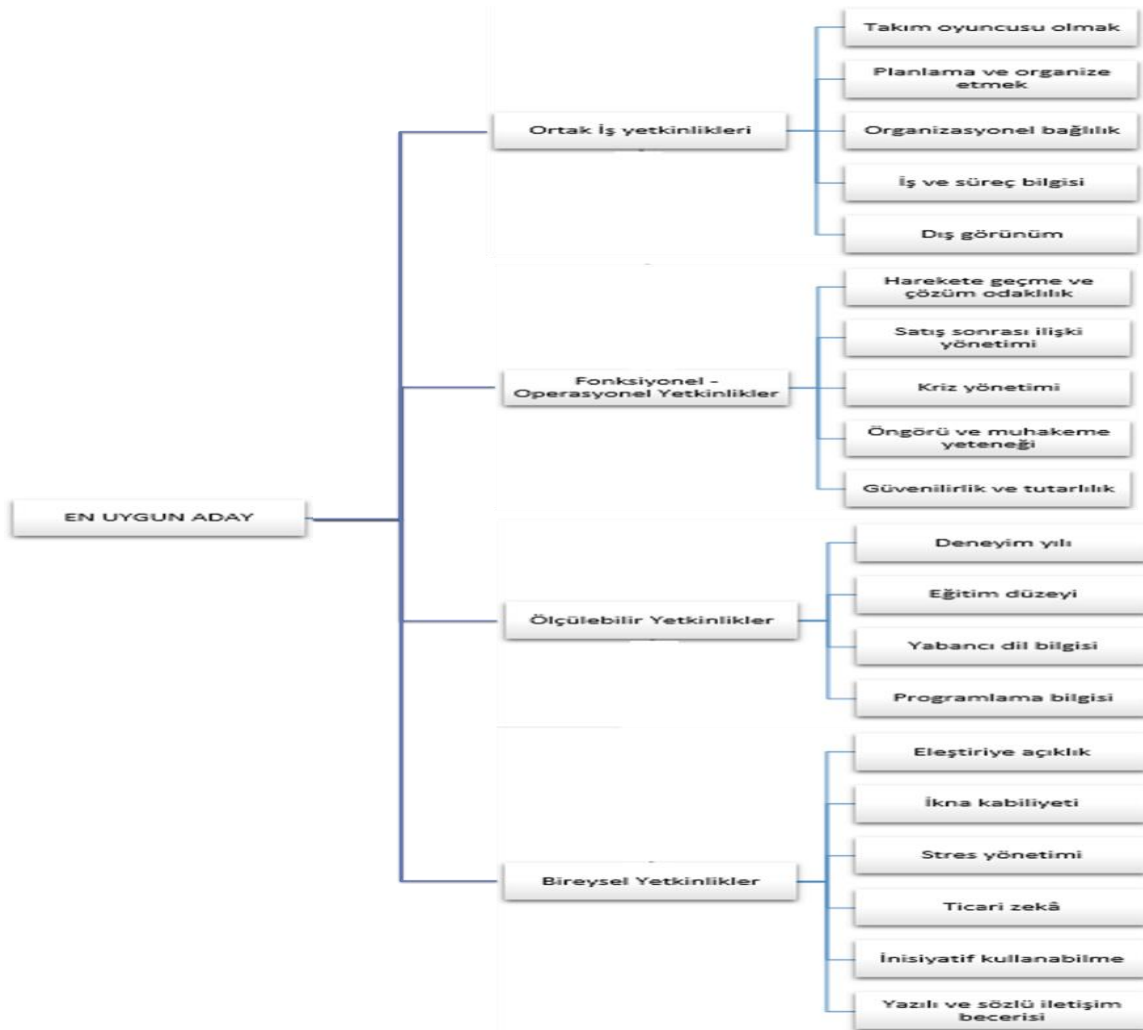 EN UYGUN ADAY
Ortak İş yetkinlikleri
Takım oyuncusu olmak
Planlama ve organize
etmek
Organizasyonel bağlılık
İş ve süreç bilgisi
Dış görünüm
Fonksiyonel -
Operasyonel Yetkinlikler
Harekete geçme ve
çözüm odaklılık
Satış sonrası ilişki
yönetimi
Kriz yönetimi
Öngörü ve muhakeme
yeteneği
Güvenilirlik ve tutarlılık
Ölçülebilir Yetkinlikler
Deneyim yılı
Eğitim düzeyi
Yabancı dil bilgisi
Programlama bilgisi
Bireysel Yetkinlikler
Eleştiriye açıklık
İkna kabiliyeti
Stres yönetimi
Ticari zekâ
İnisiyatif kullanabilme
Yazılı ve sözlü iletişim
becerisi